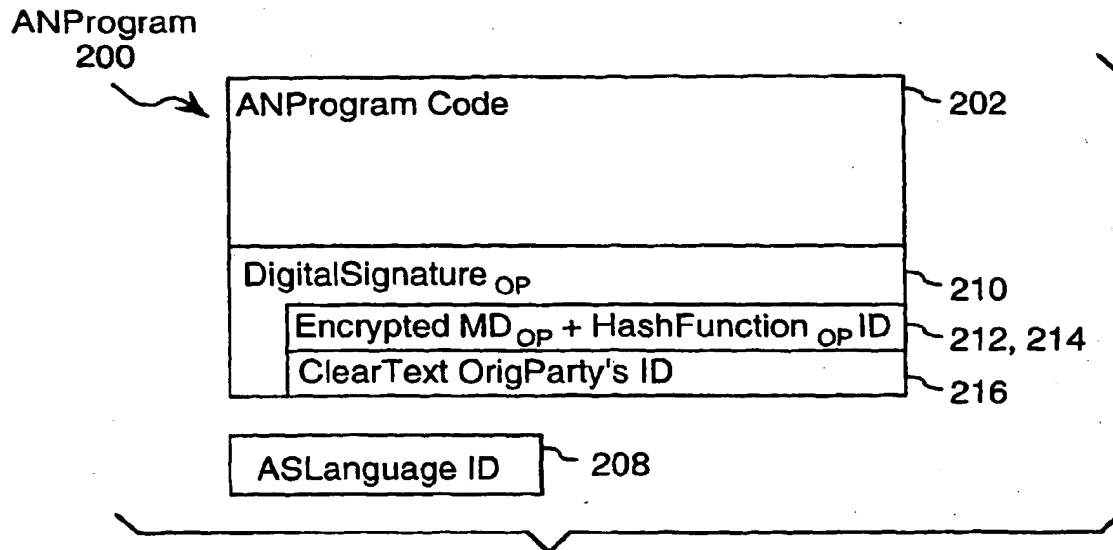 ANProgram
200
ANProgram Code
202
DigitalSignature OP
210
Encrypted MD OP + HashFunction OP ID
212, 214
ClearText OrigParty's ID
216
ASLanguage ID
208